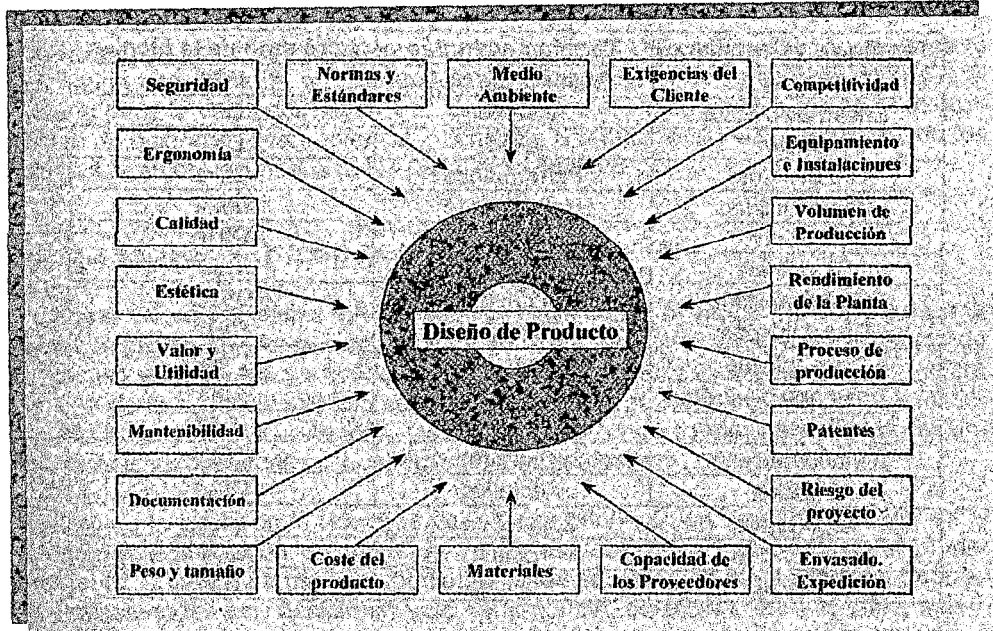 Seguridad
Normas y
Estándares
Medio
Ambiente
Exigencias del
Cliente
Competitividad
Ergonomía
Equipamiento
e Instalaciones
Calidad
Volumen de
Producción
Estética
Rendimiento
de la Planta
Diseño de Producto
Valor y
Utilidad
Proceso de
producción
Mantenibilidad
Patentes
Documentación
Riesgo del
proyecto
Peso y tamaño
Coste del
producto
Materiales
Capacidad de
los Proveedores
Envasado.
Expedición